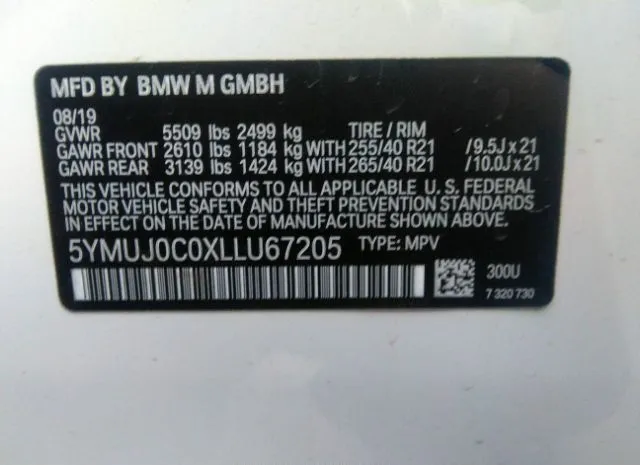 MFD BY BMW M GMBH
08/19
GVWR 5509 lbs 2499 kg TIRE / RIM
GAWR FRONT 2610 lbs 1184 kg WITH 255/40 R21 / 9.5J x 21
GAWR REAR 3139 lbs 1424 kg WITH 265/40 R21 / 10.0J x 21
THIS VEHICLE CONFORMS TO ALL APPLICABLE U. S. FEDERAL
MOTOR VEHICLE SAFETY AND THEFT PREVENTION STANDARDS
IN EFFECT ON THE DATE OF MANUFACTURE SHOWN ABOVE.
5YMUJ0C0XLLU67205 TYPE: MPV
300U
7 320 730